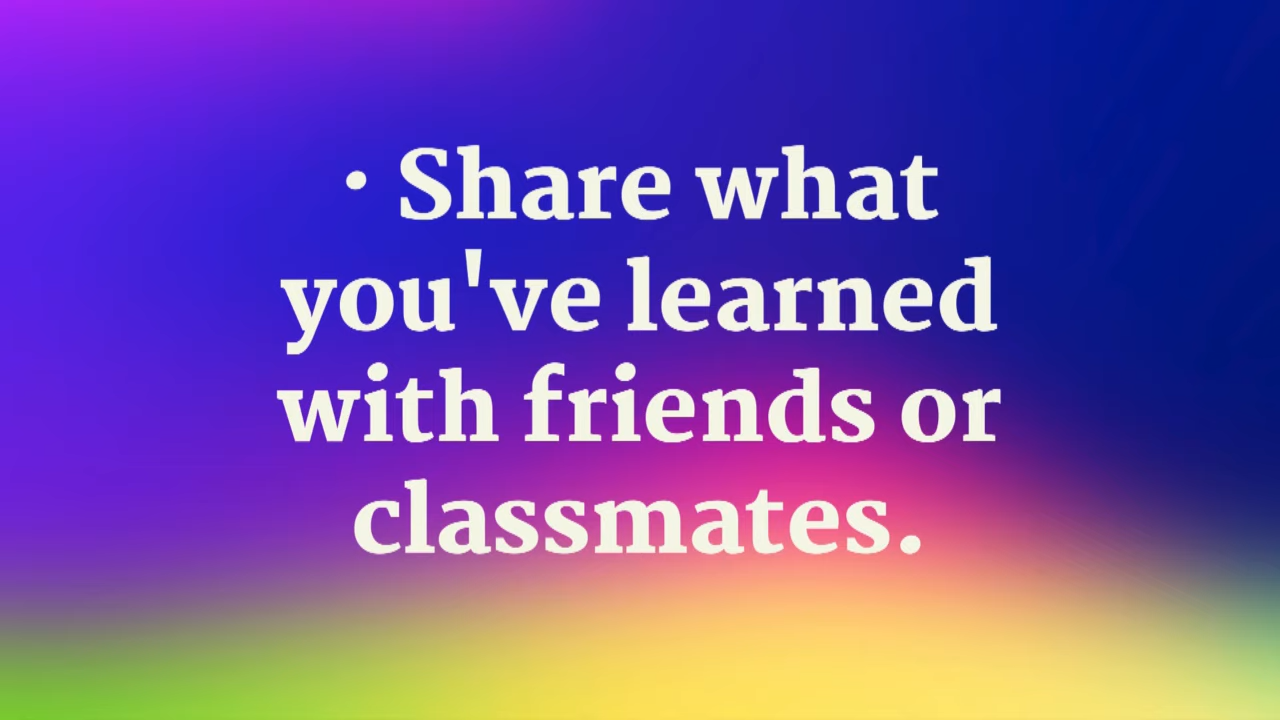 · Share what
you've learned
with friends or
classmates.